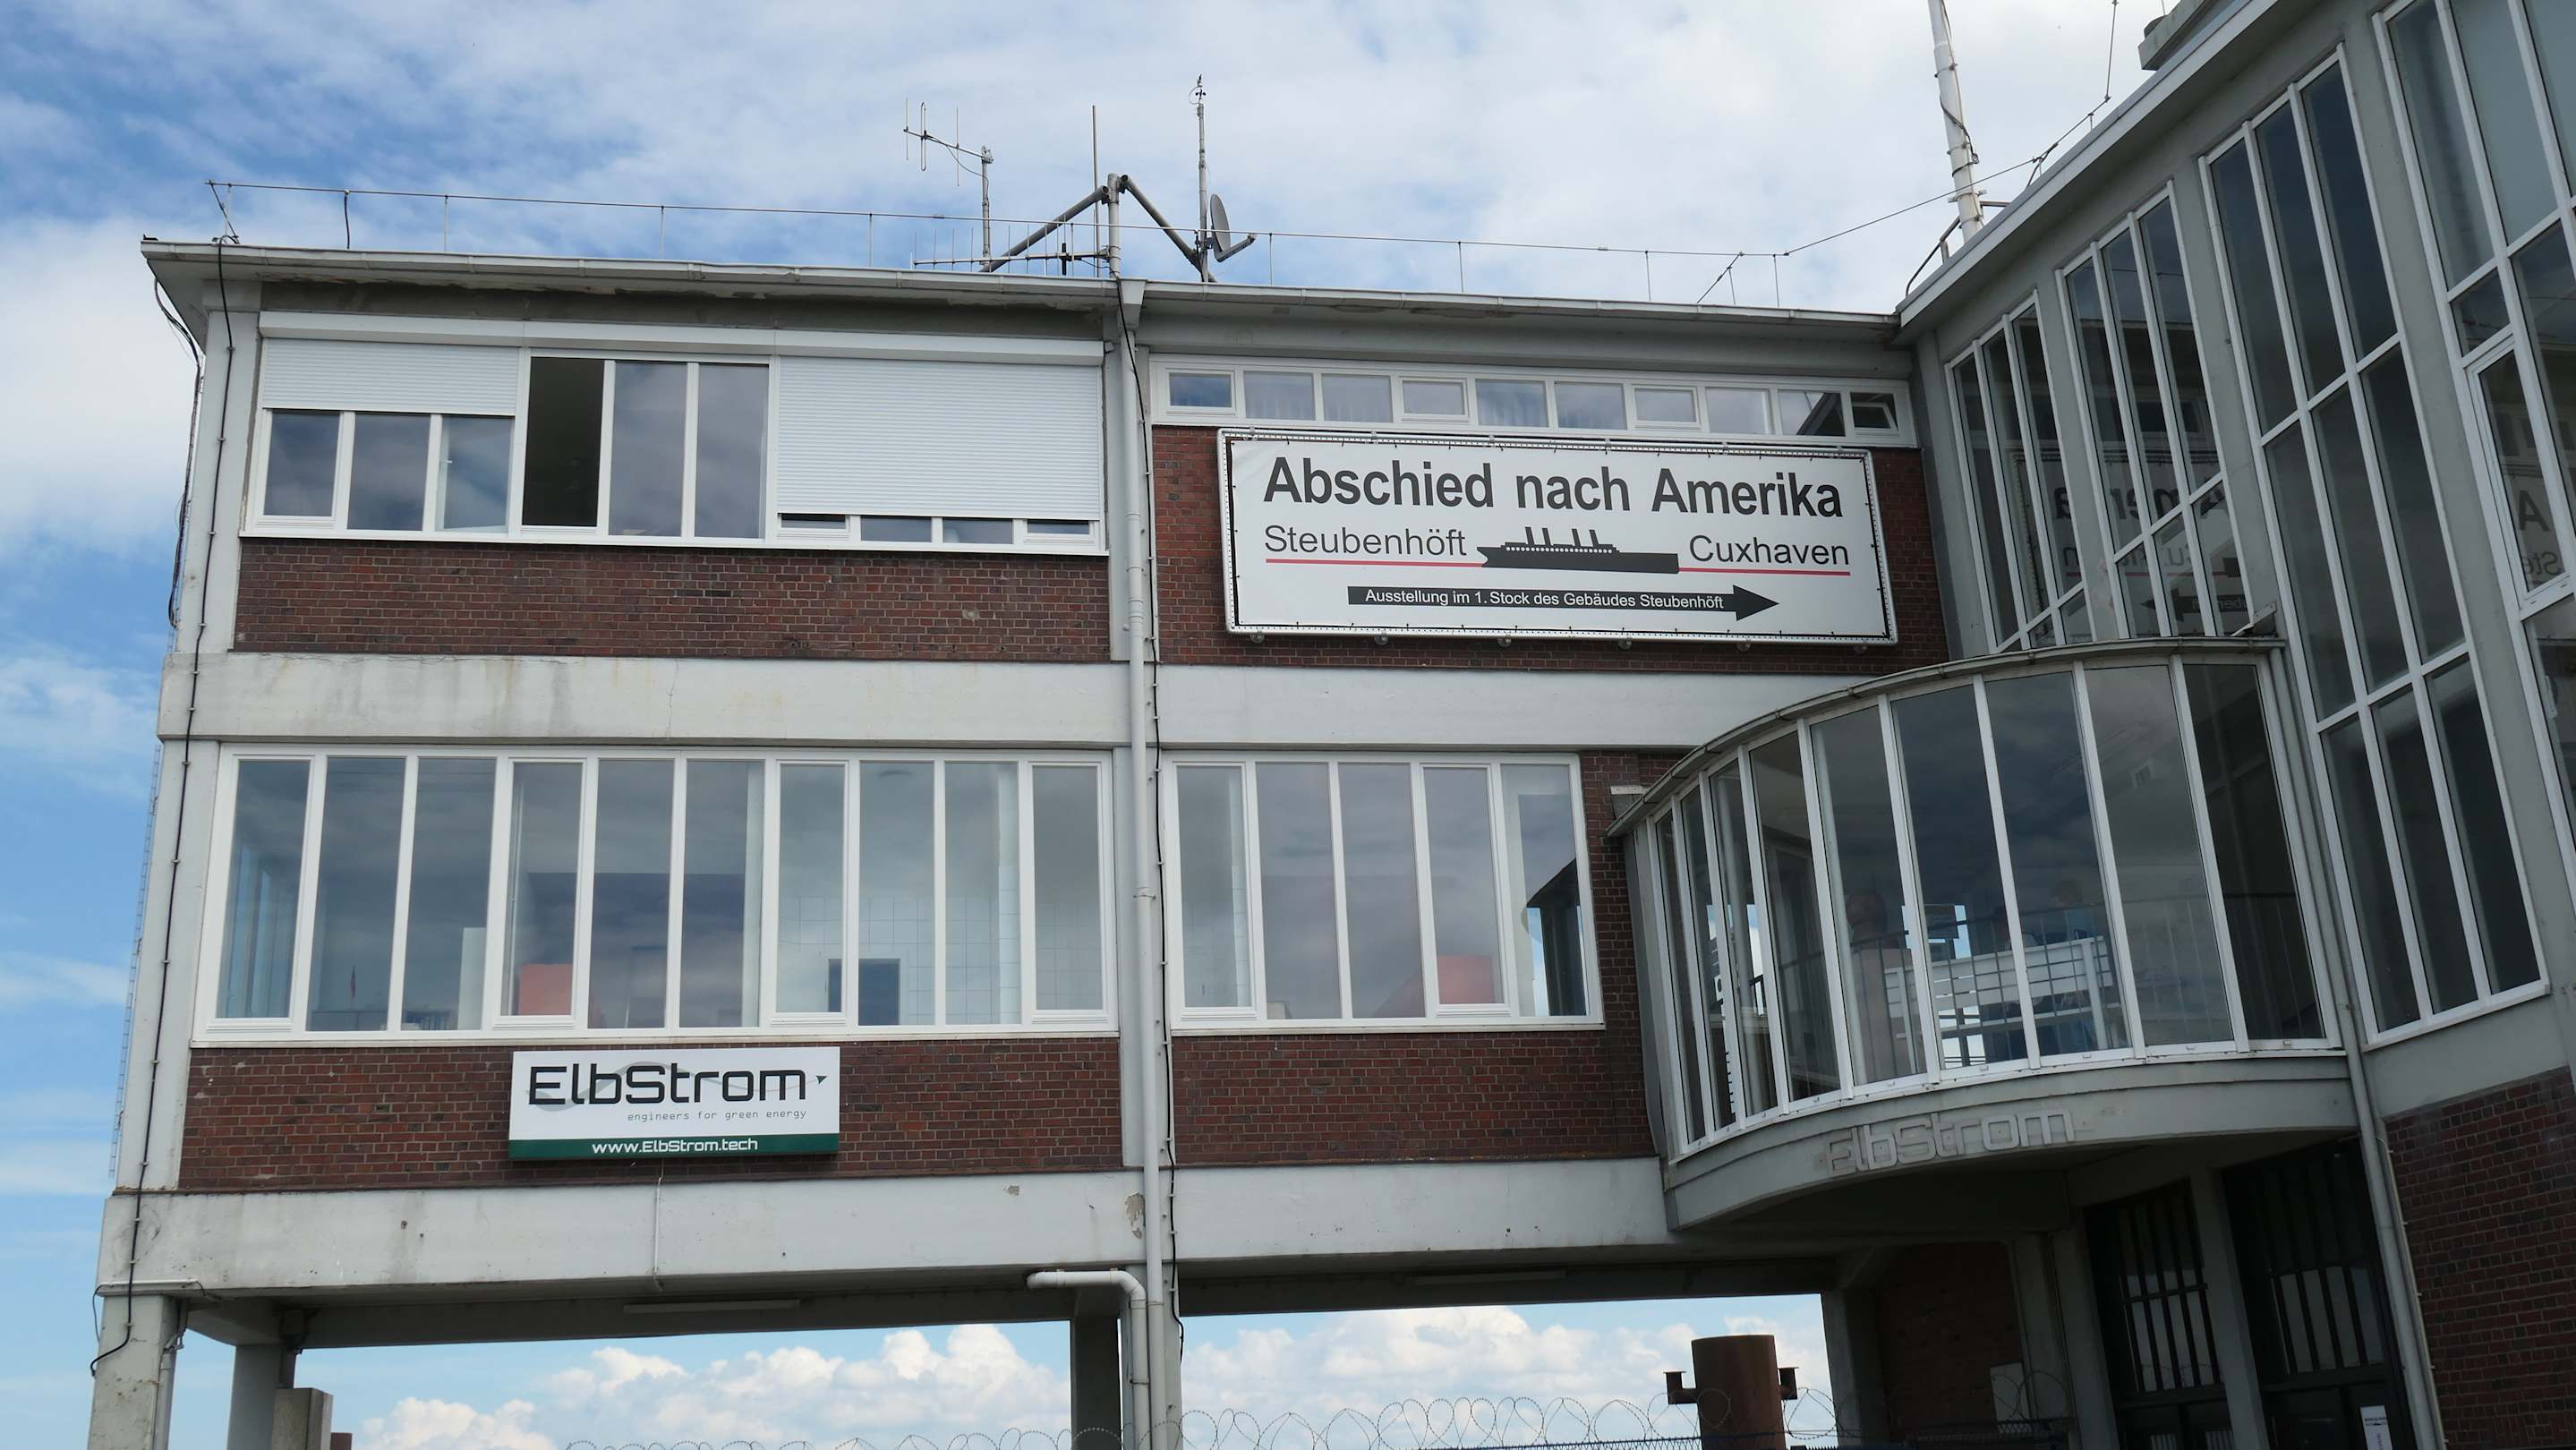 Abschied nach Amerika
Steubenhöft Cuxhaven
Ausstellung im 1. Stock des Gebäudes Steubenhöft
ElbStrom
engineers for green energy
www.ElbStrom.tech
ElbStrom